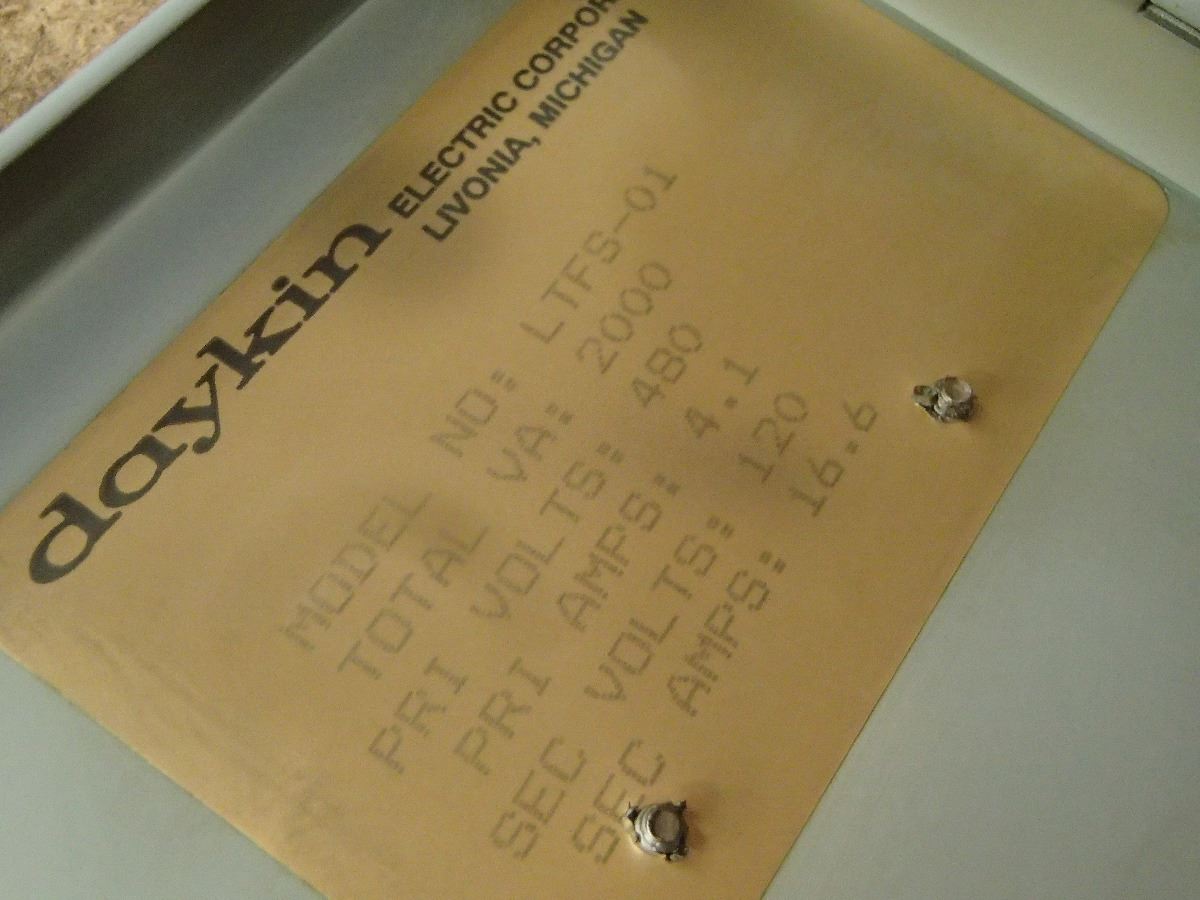 daykin
ELECTRIC CORPOR
LIVONIA, MICHIGAN
MODEL NO: LTFS-01
TOTAL VA: 2000
PRI VOLTS: 480
PRI AMPS: 4.1
SEC VOLTS: 120
SEC AMPS: 16.6